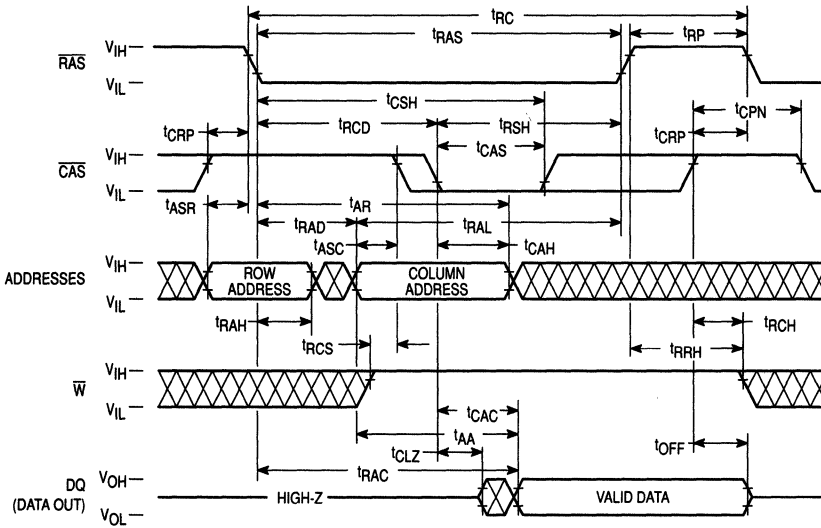 tRC
tRAS
tRP
RAS
VIH
VIL
tCSH
tCRP
tRCD
tRSH
tCAS
tCRP
tCPN
CAS
VIH
VIL
tASR
tAR
tRAD
tRAL
tASC
tCAH
ADDRESSES
VIH
VIL
ROW
ADDRESS
COLUMN
ADDRESS
tRAH
tRCS
tRCH
tRRH
W
VIH
VIL
tCAC
tAA
tCLZ
tOFF
tRAC
DQ
(DATA OUT)
VOH
VOL
HIGH-Z
VALID DATA